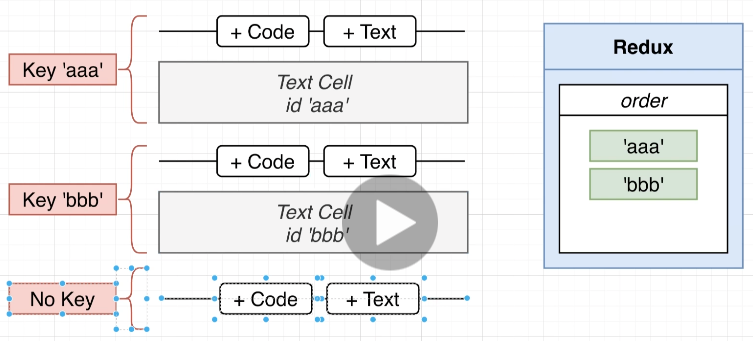 + Code
+ Text
Key 'aaa'
Text Cell
id 'aaa'
+ Code
+ Text
Key 'bbb'
Text Cell
id 'bbb'
No Key
+ Code
+ Text
Redux
order
'aaa'
'bbb'